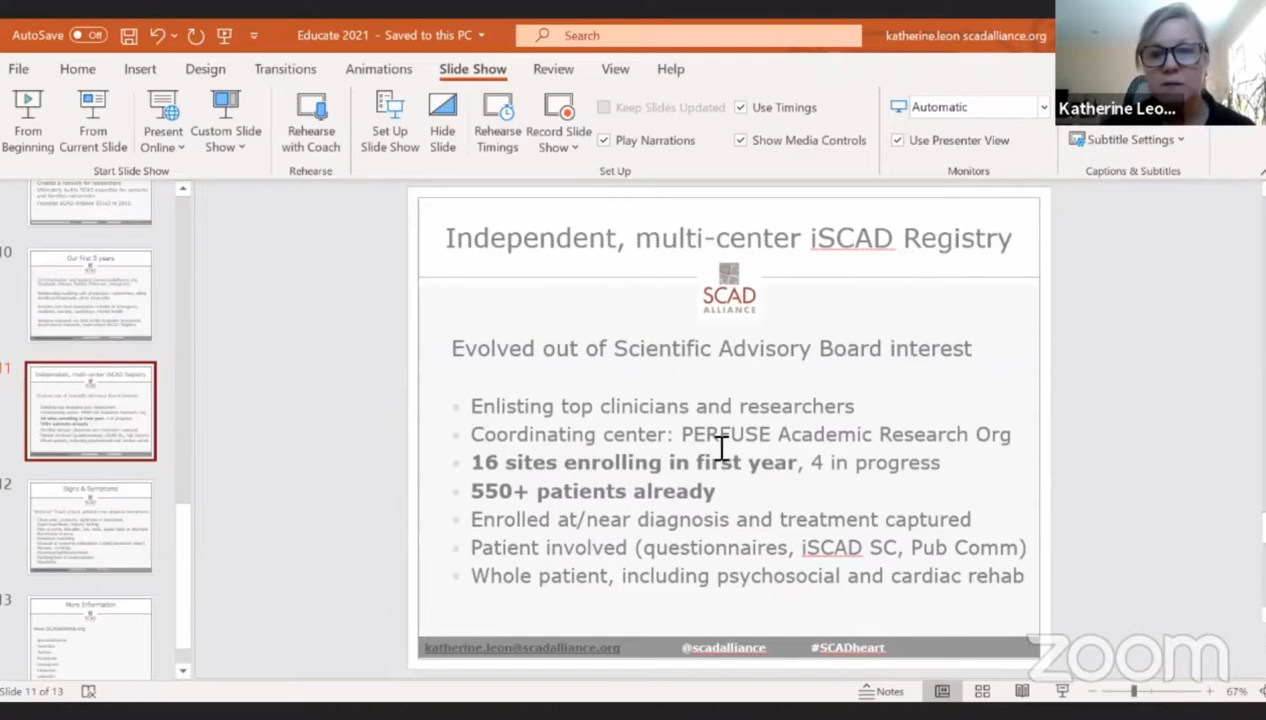 AutoSave
Off
Educate 2021 - Saved to this PC
Search
katherine.leon scadalliance.org
File
Home
Insert
Design
Transitions
Animations
Slide Show
Review
View
Help
From
Beginning
From
Current Slide
Present
Online
Custom Slide
Show
Rehearse
with Coach
Set Up
Slide Show
Hide
Slide
Rehearse
Timings
Record Slide
Show
Keep Slides Updated
Play Narrations
Use Timings
Show Media Controls
Automatic
Use Presenter View
Subtitle Settings
Start Slide Show
Rehearse
Set Up
Monitors
Captions & Subtitles
Katherine Leo...
Our first 5 years
Independent, multi-center iSCAD Registry
12
Signs & Symptoms
More Information
www.SCADalliance.org
Independent, multi-center iSCAD Registry
SCAD
ALLIANCE
Evolved out of Scientific Advisory Board interest
Enlisting top clinicians and researchers
Coordinating center: PERFUSE Academic Research Org
16 sites enrolling in first year, 4 in progress
550+ patients already
Enrolled at/near diagnosis and treatment captured
Patient involved (questionnaires, iSCAD SC, Pub Comm)
Whole patient, including psychosocial and cardiac rehab
katherine.leon@scadalliance.org
@scadalliance
#SCADheart
zoom
Slide 11 of 13
Notes
67%